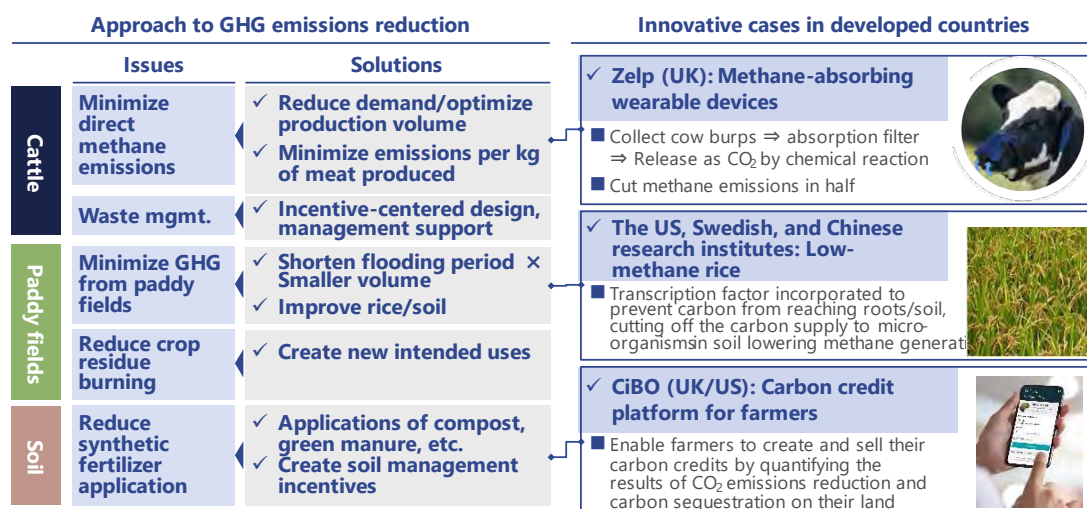 Approach to GHG emissions reduction
Issues
Solutions
Cattle
Minimize
direct
methane
emissions
✓ Reduce demand/optimize
production volume
✓ Minimize emissions per kg
of meat produced
Waste mgmt.
✓ Incentive-centered design,
management support
Paddy fields
Minimize GHG
from paddy
fields
✓ Shorten flooding period ×
Smaller volume
✓ Improve rice/soil
Reduce crop
residue
burning
✓ Create new intended uses
Soil
Reduce
synthetic
fertilizer
application
✓ Applications of compost,
green manure, etc.
✓ Create soil management
incentives
Innovative cases in developed countries
✓ Zelp (UK): Methane-absorbing
wearable devices
■ Collect cow burps ⇒ absorption filter
⇒ Release as CO₂ by chemical reaction
■ Cut methane emissions in half
✓ The US, Swedish, and Chinese
research institutes: Low-
methane rice
■ Transcription factor incorporated to
prevent carbon from reaching roots/soil,
cutting off the carbon supply to micro-
organismsin soil lowering methane generati
✓ CiBO (UK/US): Carbon credit
platform for farmers
■ Enable farmers to create and sell their
carbon credits by quantifying the
results of CO₂ emissions reduction and
carbon sequestration on their land